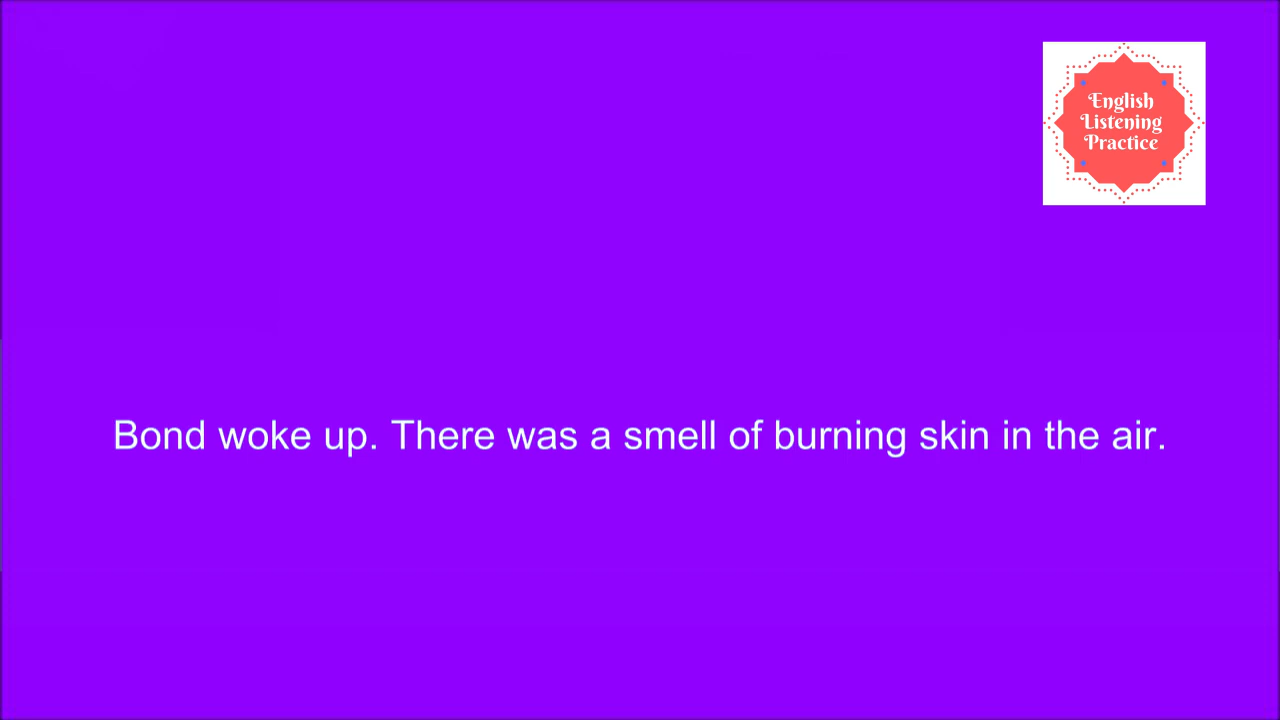 English
Listening
Practice
Bond woke up. There was a smell of burning skin in the air.